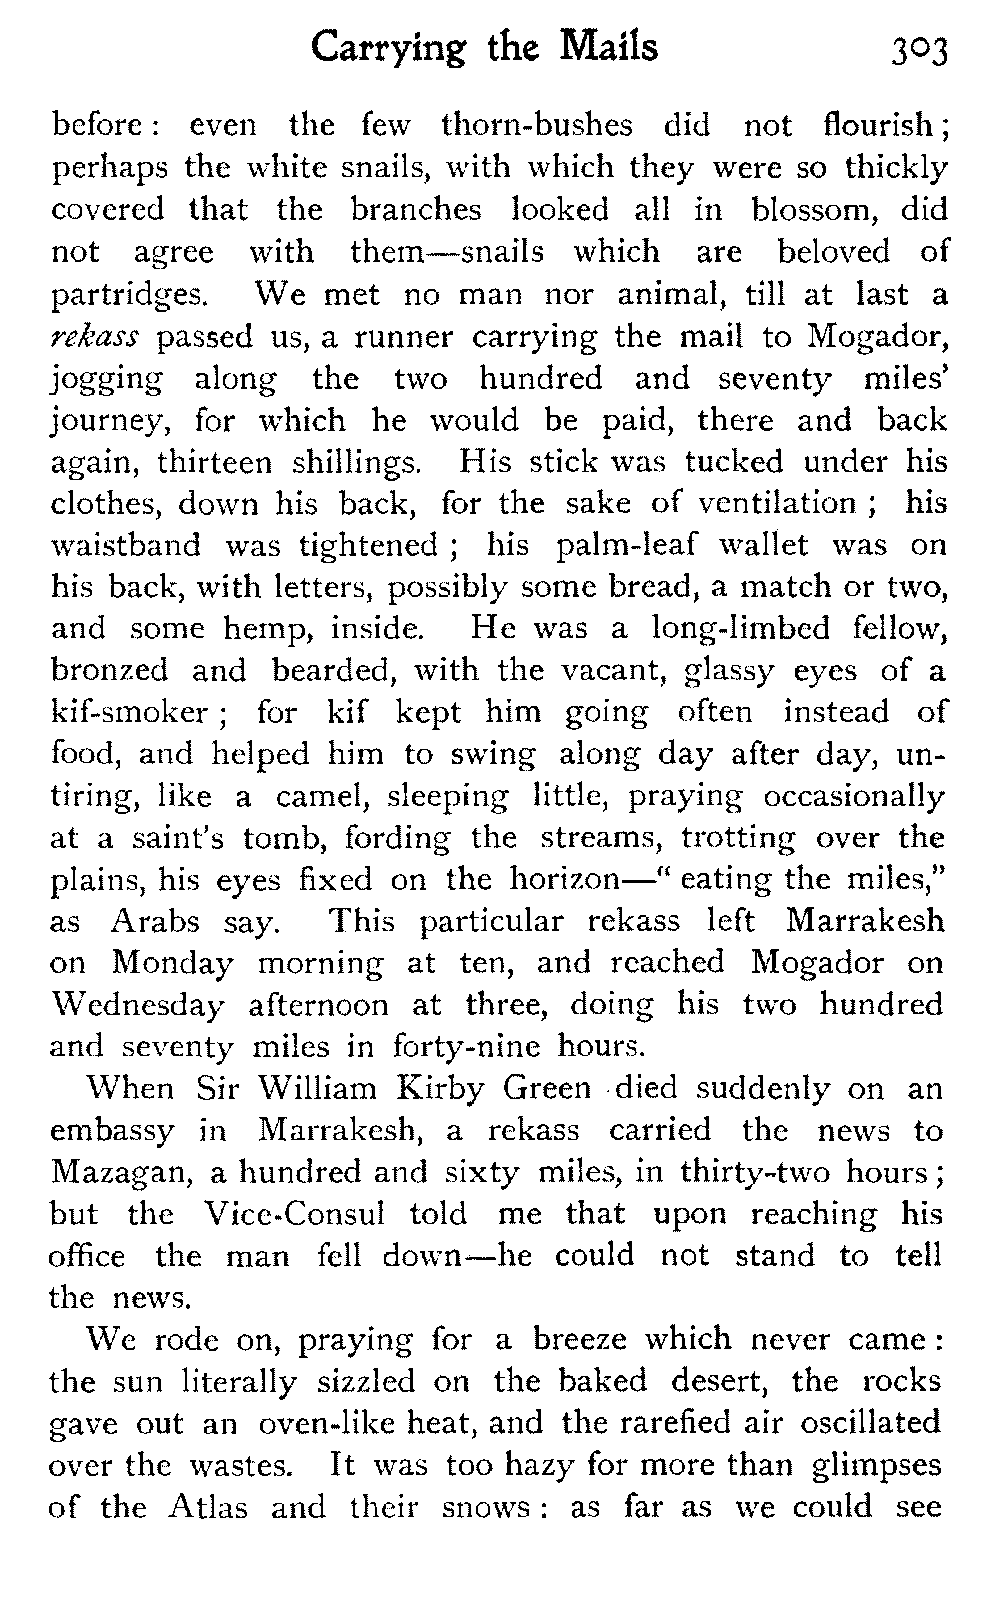 Carrying the Mails 303
before : even the few thorn-bushes did not flourish ;
perhaps the white snails, with which they were so thickly
covered that the branches looked all in blossom, did
not agree with them—snails which are beloved of
partridges. We met no man nor animal, till at last a
rekass passed us, a runner carrying the mail to Mogador,
jogging along the two hundred and seventy miles'
journey, for which he would be paid, there and back
again, thirteen shillings. His stick was tucked under his
clothes, down his back, for the sake of ventilation ; his
waistband was tightened ; his palm-leaf wallet was on
his back, with letters, possibly some bread, a match or two,
and some hemp, inside. He was a long-limbed fellow,
bronzed and bearded, with the vacant, glassy eyes of a
kif-smoker ; for kif kept him going often instead of
food, and helped him to swing along day after day, un-
tiring, like a camel, sleeping little, praying occasionally
at a saint's tomb, fording the streams, trotting over the
plains, his eyes fixed on the horizon—" eating the miles,"
as Arabs say. This particular rekass left Marrakesh
on Monday morning at ten, and reached Mogador on
Wednesday afternoon at three, doing his two hundred
and seventy miles in forty-nine hours.
When Sir William Kirby Green died suddenly on an
embassy in Marrakesh, a rekass carried the news to
Mazagan, a hundred and sixty miles, in thirty-two hours ;
but the Vice-Consul told me that upon reaching his
office the man fell down—he could not stand to tell
the news.
We rode on, praying for a breeze which never came :
the sun literally sizzled on the baked desert, the rocks
gave out an oven-like heat, and the rarefied air oscillated
over the wastes. It was too hazy for more than glimpses
of the Atlas and their snows : as far as we could see